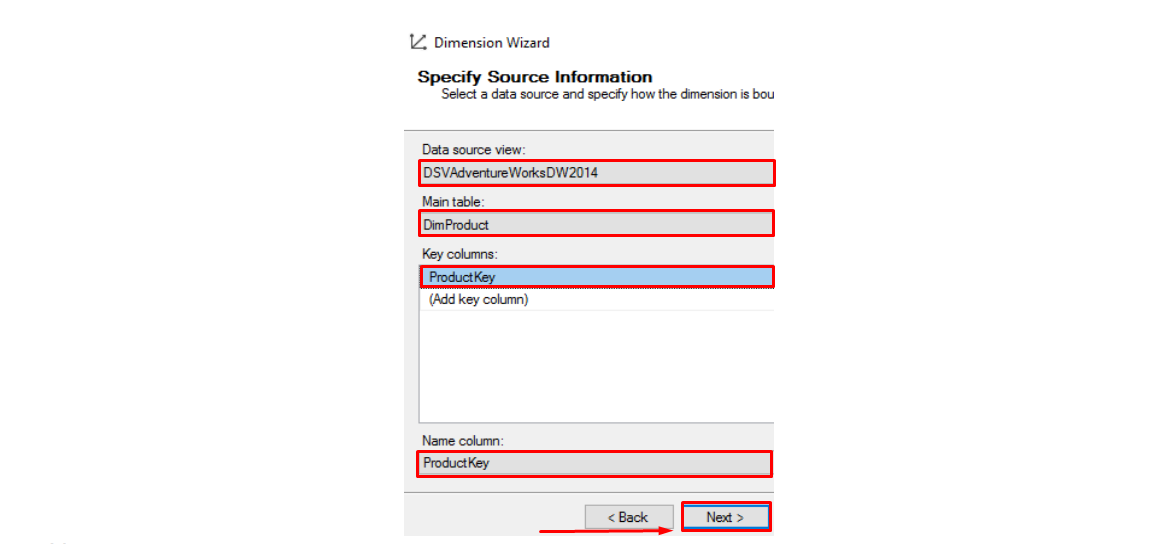 Dimension Wizard
Specify Source Information
Select a data source and specify how the dimension is bou
Data source view:
DSVAdventureWorksDW2014
Main table:
DimProduct
Key columns:
ProductKey
(Add key column)
Name column:
ProductKey
< Back Next >